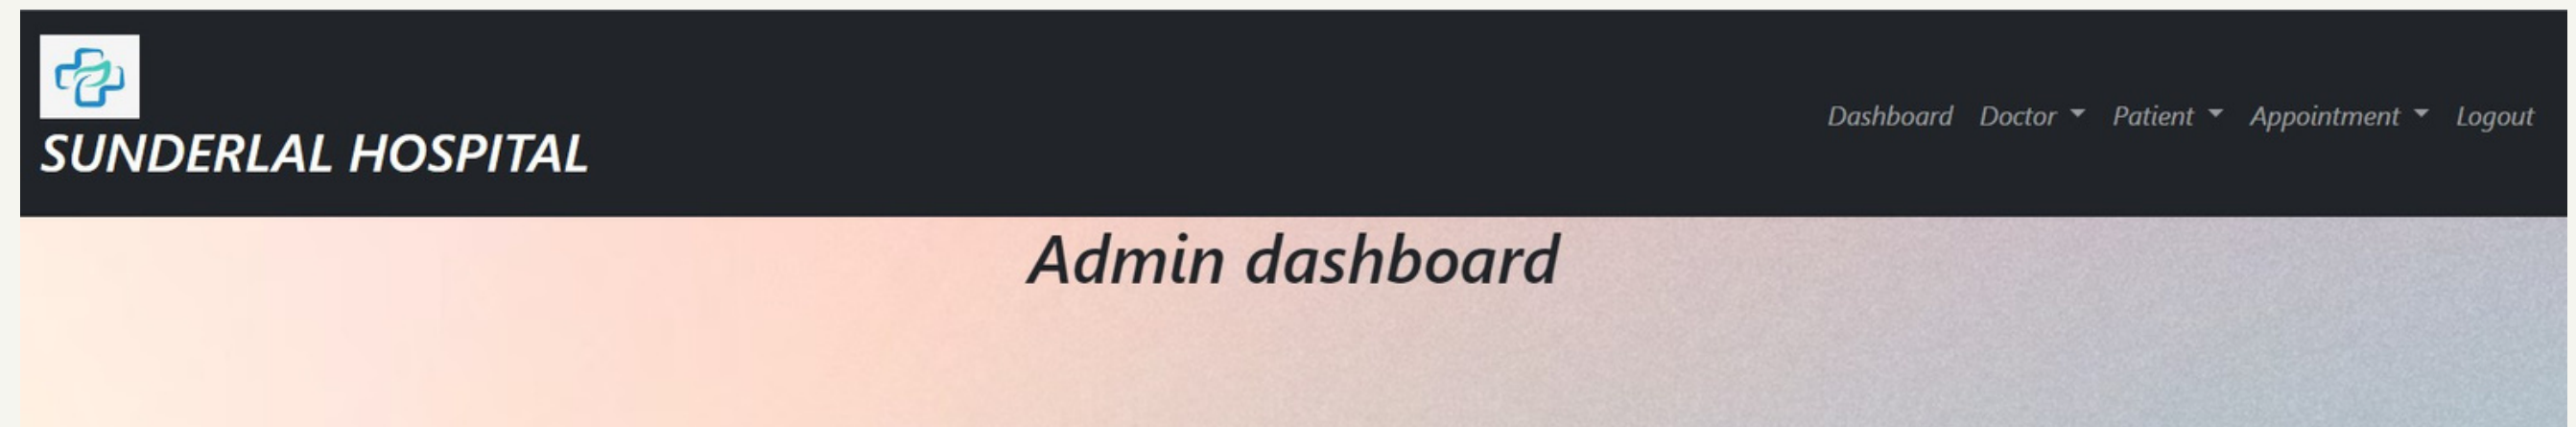 SUNDERLAL HOSPITAL
Dashboard Doctor Patient Appointment Logout
Admin dashboard